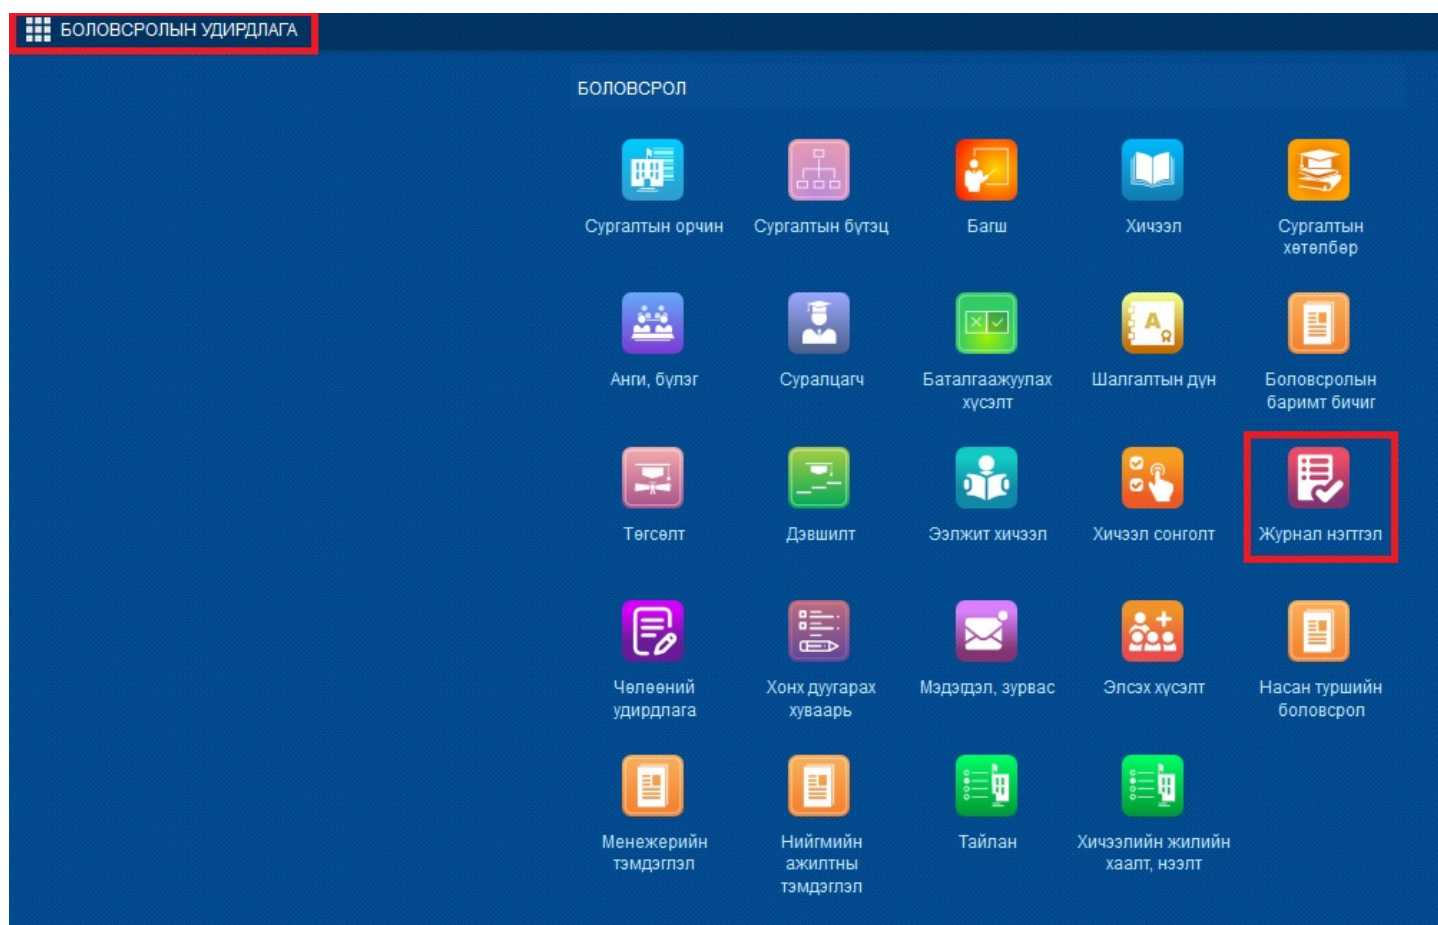 БОЛОВСРОЛЫН УДИРДЛАГА
БОЛОВСРОЛ
Сургалтын орчин
Сургалтын бүтэц
Багш
Хичээл
Сургалтын
хөтөлбөр
Анги, бүлэг
Суралцагч
Баталгаажуулах
хүсэлт
Шалгалтын дүн
Боловсролын
баримт бичиг
Төгсөлт
Дэвшилт
Ээлжит хичээл
Хичээл сонголт
Журнал нэгтгэл
Чөлөөний
удирдлага
Хонх дуугарах
хуваарь
Мэдэгдэл, зурвас
Элсэх хүсэлт
Насан туршийн
боловсрол
Менежерийн
тэмдэглэл
Нийгмийн
ажилтны
тэмдэглэл
Тайлан
Хичээлийн жилийн
хаалт, нээлт